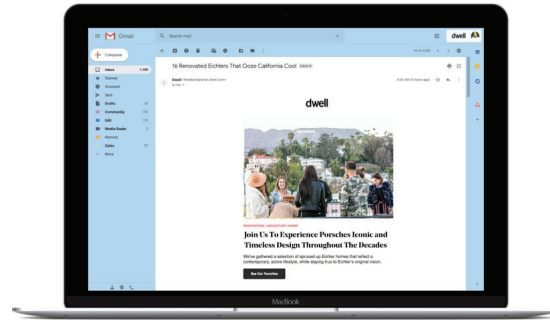 Gmail
Search mail
dwell
Compose
Inbox
Starred
Snoozed
Sent
Drafts
Community
Edit
Media Radar
Sales
More
16 Renovated Eichlers That Ooze California Cool
Dwell
to me
dwell
Join Us To Experience Porsches Iconic and
Timeless Design Throughout The Decades
We've gathered a selection of spruced-up Eichler homes that reflect a
contemporary, active lifestyle, while staying true to Eichler's original vision.
See Our Favorites
MacBook